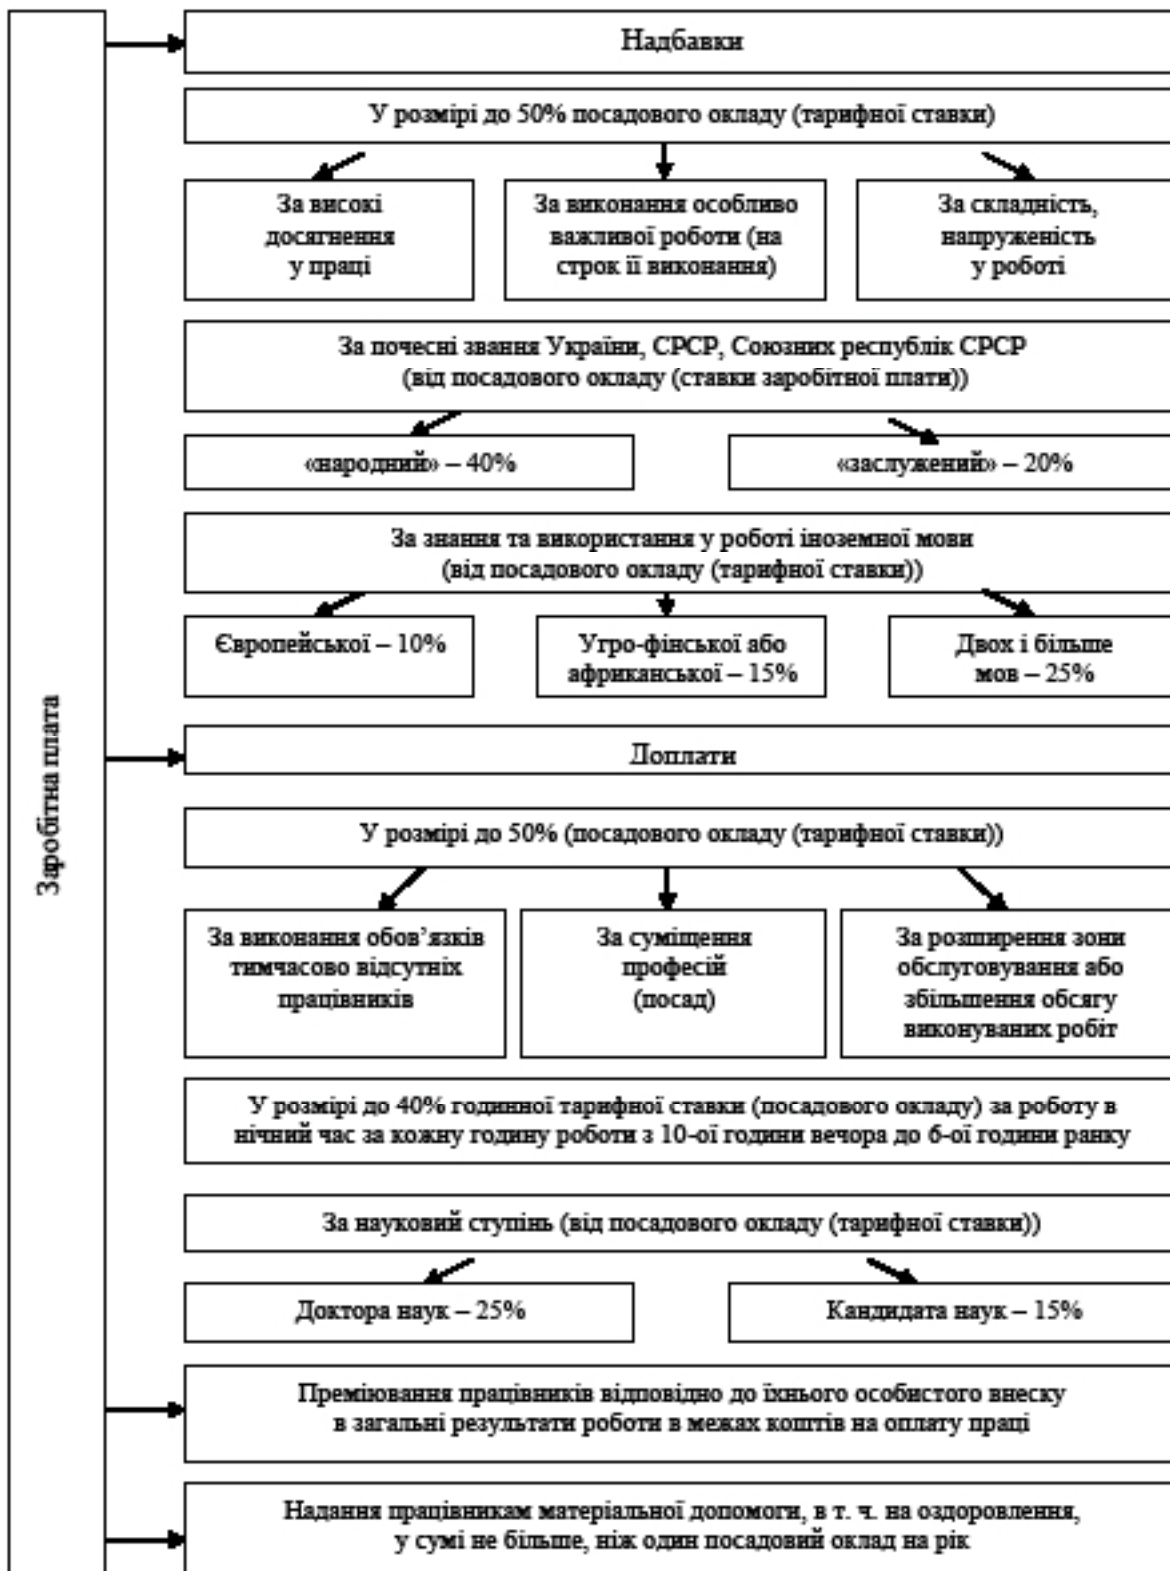 Заробітна плата
Надбавки
У розмірі до 50% посадового окладу (тарифної ставки)
За високі
досягнення
у праці
За виконання особливо
важливої роботи (на
строк її виконання)
За складність,
напруженість
у роботі
За почесні звання України, СРСР, Союзних республік СРСР
(від посадового окладу (ставки заробітної плати))
«народний» – 40%
«заслужений» – 20%
За знання та використання у роботі іноземної мови
(від посадового окладу (тарифної ставки))
Європейської – 10%
Угро-фінської або
африканської – 15%
Двох і більше
мов – 25%
Доплати
У розмірі до 50% (посадового окладу (тарифної ставки))
За виконання обов’язків
тимчасово відсутніх
працівників
За суміщення
професій
(посад)
За розширення зони
обслуговування або
збільшення обсягу
виконуваних робіт
У розмірі до 40% годинної тарифної ставки (посадового окладу) за роботу в
нічний час за кожну годину роботи з 10-ої години вечора до 6-ої години ранку
За науковий ступінь (від посадового окладу (тарифної ставки))
Доктора наук – 25%
Кандидата наук – 15%
Преміювання працівників відповідно до їхнього особистого внеску
в загальні результати роботи в межах коштів на оплату праці
Надання працівникам матеріальної допомоги, в т. ч. на оздоровлення,
у сумі не більше, ніж один посадовий оклад на рік